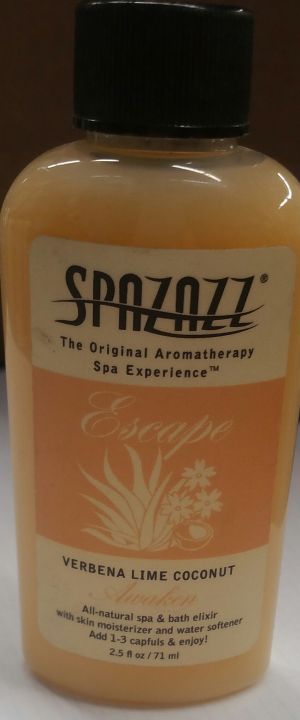 SPAZAZZ®
The Original Aromatherapy
Spa Experience™
Escape
VERBENA LIME COCONUT
Awaken
All-natural spa & bath elixir
with skin moisterizer and water softener
Add 1-3 capfuls & enjoy!
2.5 fl oz / 71 ml